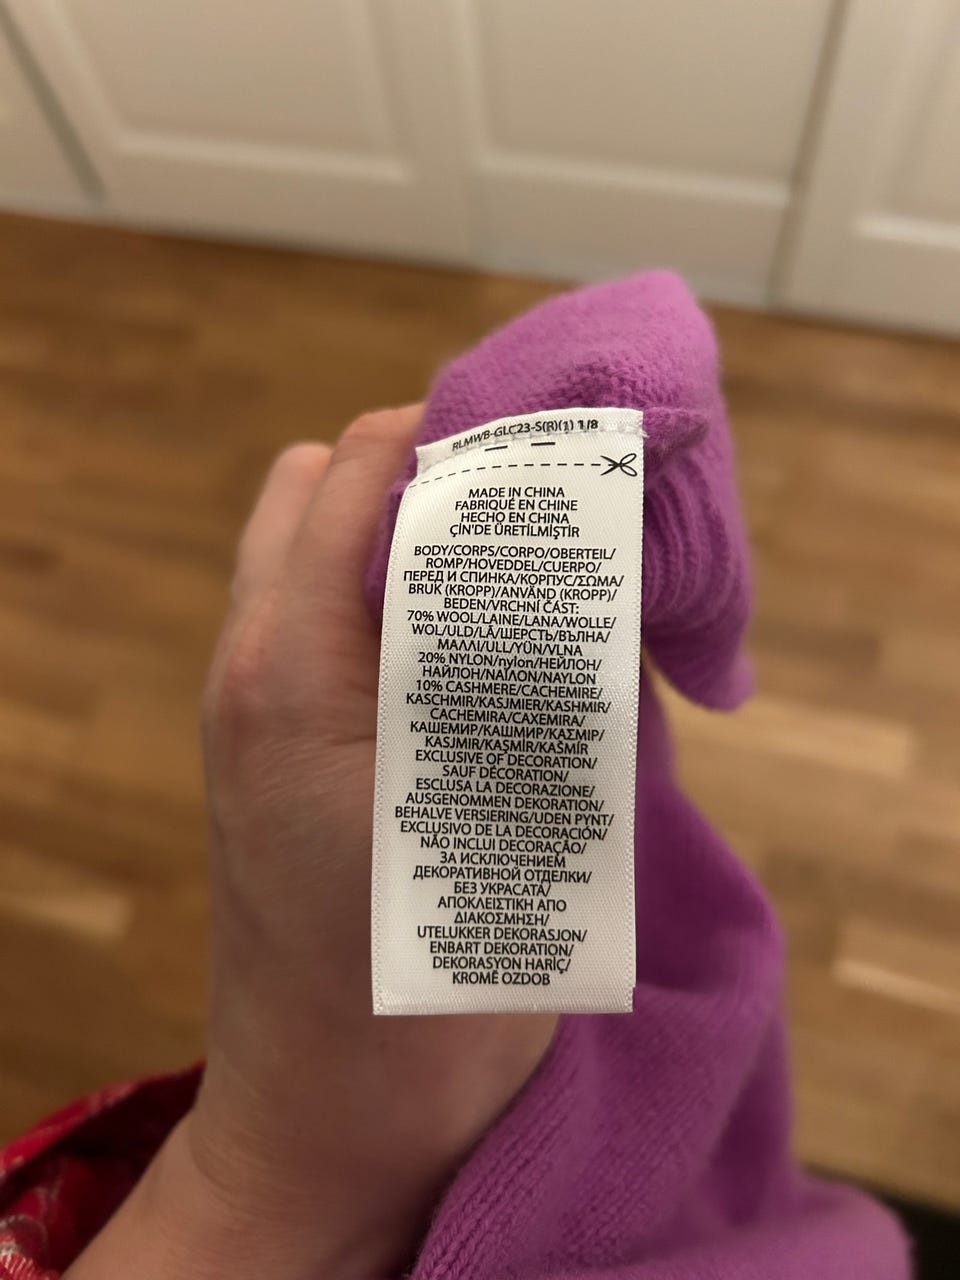 RLMWB-GLC23-S(R)(1) 1/8
MADE IN CHINA
FABRIQUÉ EN CHINE
HECHO EN CHINA
ÇİN'DE ÜRETİLMİŞTİR
BODY/CORPS/CORPO/OBERTEIL/
ROMP/HOVEDDEL/CUERPO/
ПЕРЕД И СПИНКА/КОРПУС/ΣΩΜΑ/
BRUK (KROPP)/ANVÄND (KROPP)/
BEDEN/VRCHNÍ ČÁST:
70% WOOL/LAINE/LANA/WOLLE/
WOL/ULD/LÃ/ШЕРСТЬ/ВЪЛНА/
ΜΑΛΛΙ/ULL/YÜN/VLNA
20% NYLON/nylon/НЕЙЛОН/
НАЙЛОН/ΝΑΪΛΟΝ/NAYLON
10% CASHMERE/CACHEMIRE/
KASCHMIR/KASJMIER/KASHMIR/
CACHEMIRA/CAXEMIRA/
КАШЕМИР/КАШМИР/ΚΑΣΜΙΡ/
KASJMIR/KAŞMİR/KAŠMÍR
EXCLUSIVE OF DECORATION/
SAUF DÉCORATION/
ESCLUSA LA DECORAZIONE/
AUSGENOMMEN DEKORATION/
BEHALVE VERSIERING/UDEN PYNT/
EXCLUSIVO DE LA DECORACIÓN/
NÃO INCLUI DECORAÇÃO/
ЗА ИСКЛЮЧЕНИЕМ
ДЕКОРАТИВНОЙ ОТДЕЛКИ/
БЕЗ УКРАСАТА/
ΑΠΟΚΛΕΙΣΤΙΚΗ ΑΠΟ
ΔΙΑΚΟΣΜΗΣΗ/
UTELUKKER DEKORASJON/
ENBART DEKORATION/
DEKORASYON HARİÇ/
KROMĚ OZDOB